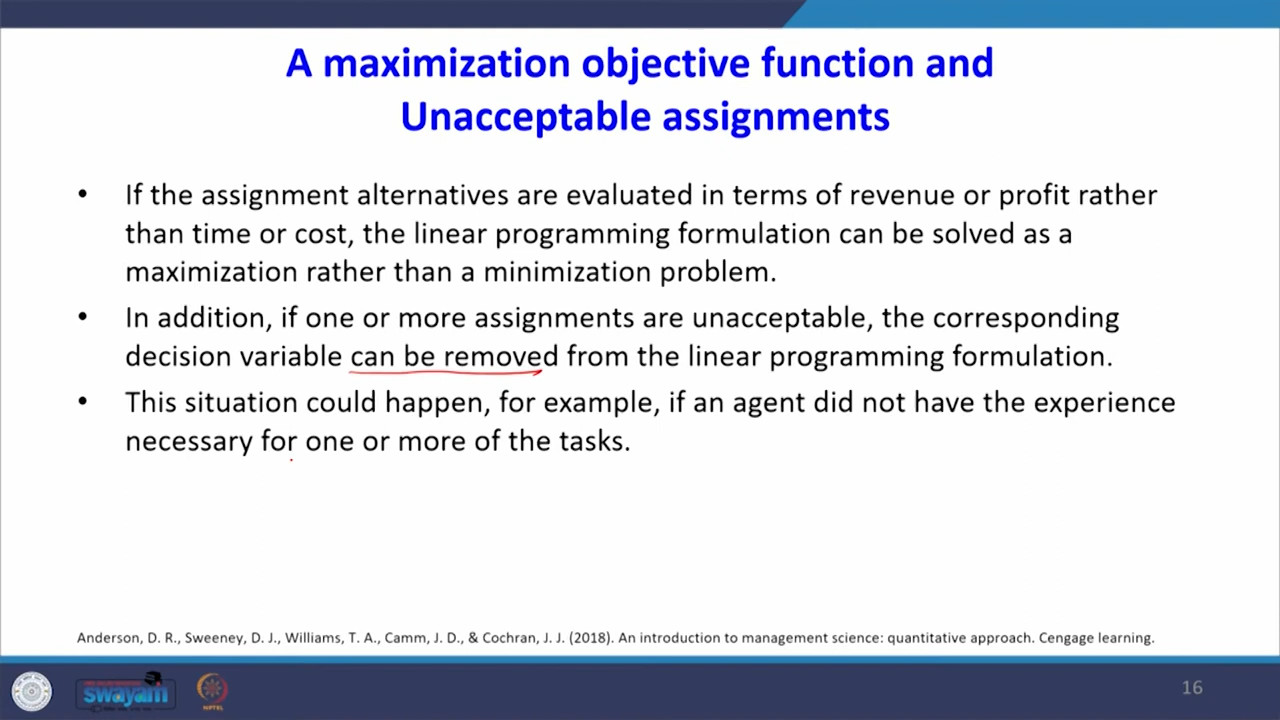 A maximization objective function and
Unacceptable assignments
• If the assignment alternatives are evaluated in terms of revenue or profit rather
than time or cost, the linear programming formulation can be solved as a
maximization rather than a minimization problem.
• In addition, if one or more assignments are unacceptable, the corresponding
decision variable can be removed from the linear programming formulation.
• This situation could happen, for example, if an agent did not have the experience
necessary for one or more of the tasks.
Anderson, D. R., Sweeney, D. J., Williams, T. A., Camm, J. D., & Cochran, J. J. (2018). An introduction to management science: quantitative approach. Cengage learning.
swayam
NPTEL
16